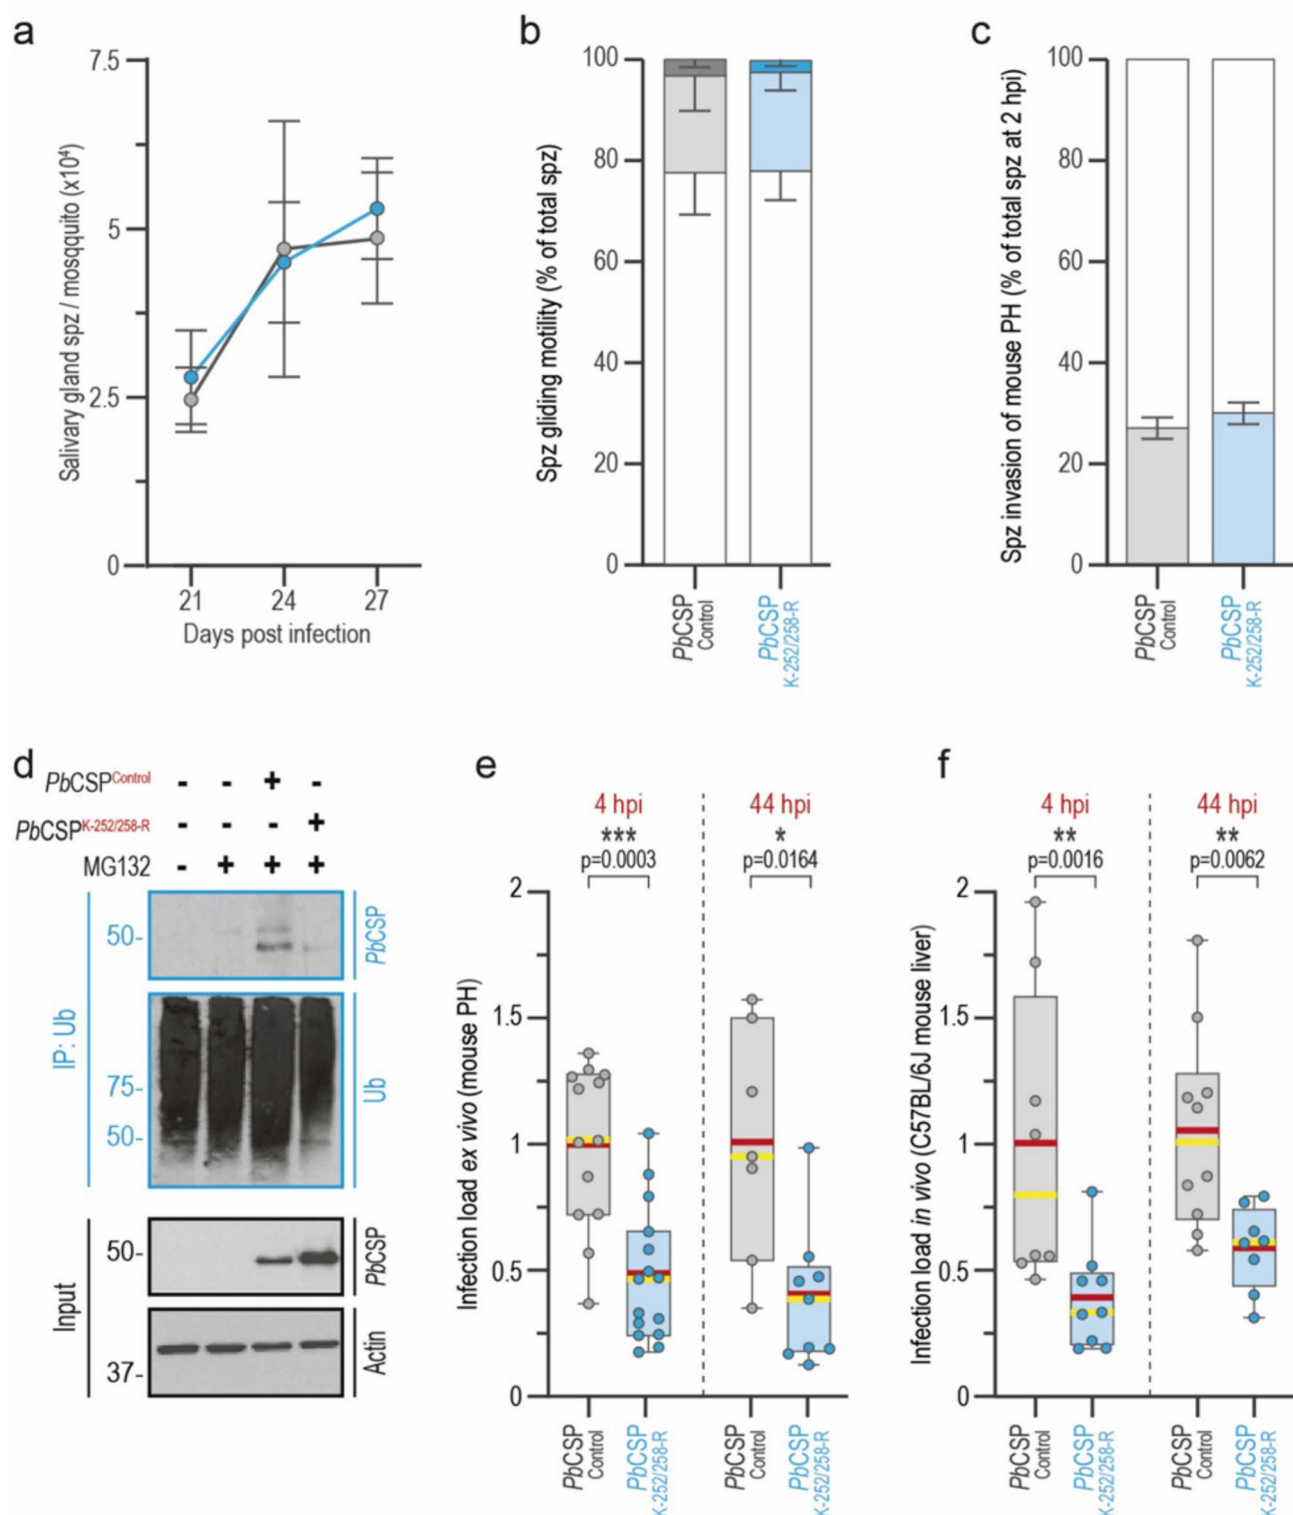 a
7.5
5
2.5
0
Salivary gland spz / mosqquito (x10⁴)
21 24 27
Days post infection
b
100
80
60
40
20
0
Spz gliding motility (% of total spz)
PbCSP
Control
PbCSP
K-252/258-R
c
100
80
60
40
20
0
Spz invasion of mouse PH (% of total spz at 2 hpi)
PbCSP
Control
PbCSP
K-252/258-R
d
PbCSP^Control - - + -
PbCSP^K-252/258-R - - - +
MG132 - + + +
IP: Ub
50-
PbCSP
75-
50-
Ub
Input
50-
PbCSP
37-
Actin
e
4 hpi 44 hpi
*** *
p=0.0003 p=0.0164
2
1.5
1
0.5
0
Infection load ex vivo (mouse PH)
PbCSP
Control
PbCSP
K-252/258-R
PbCSP
Control
PbCSP
K-252/258-R
f
4 hpi 44 hpi
** **
p=0.0016 p=0.0062
2
1.5
1
0.5
0
Infection load in vivo (C57BL/6J mouse liver)
PbCSP
Control
PbCSP
K-252/258-R
PbCSP
Control
PbCSP
K-252/258-R